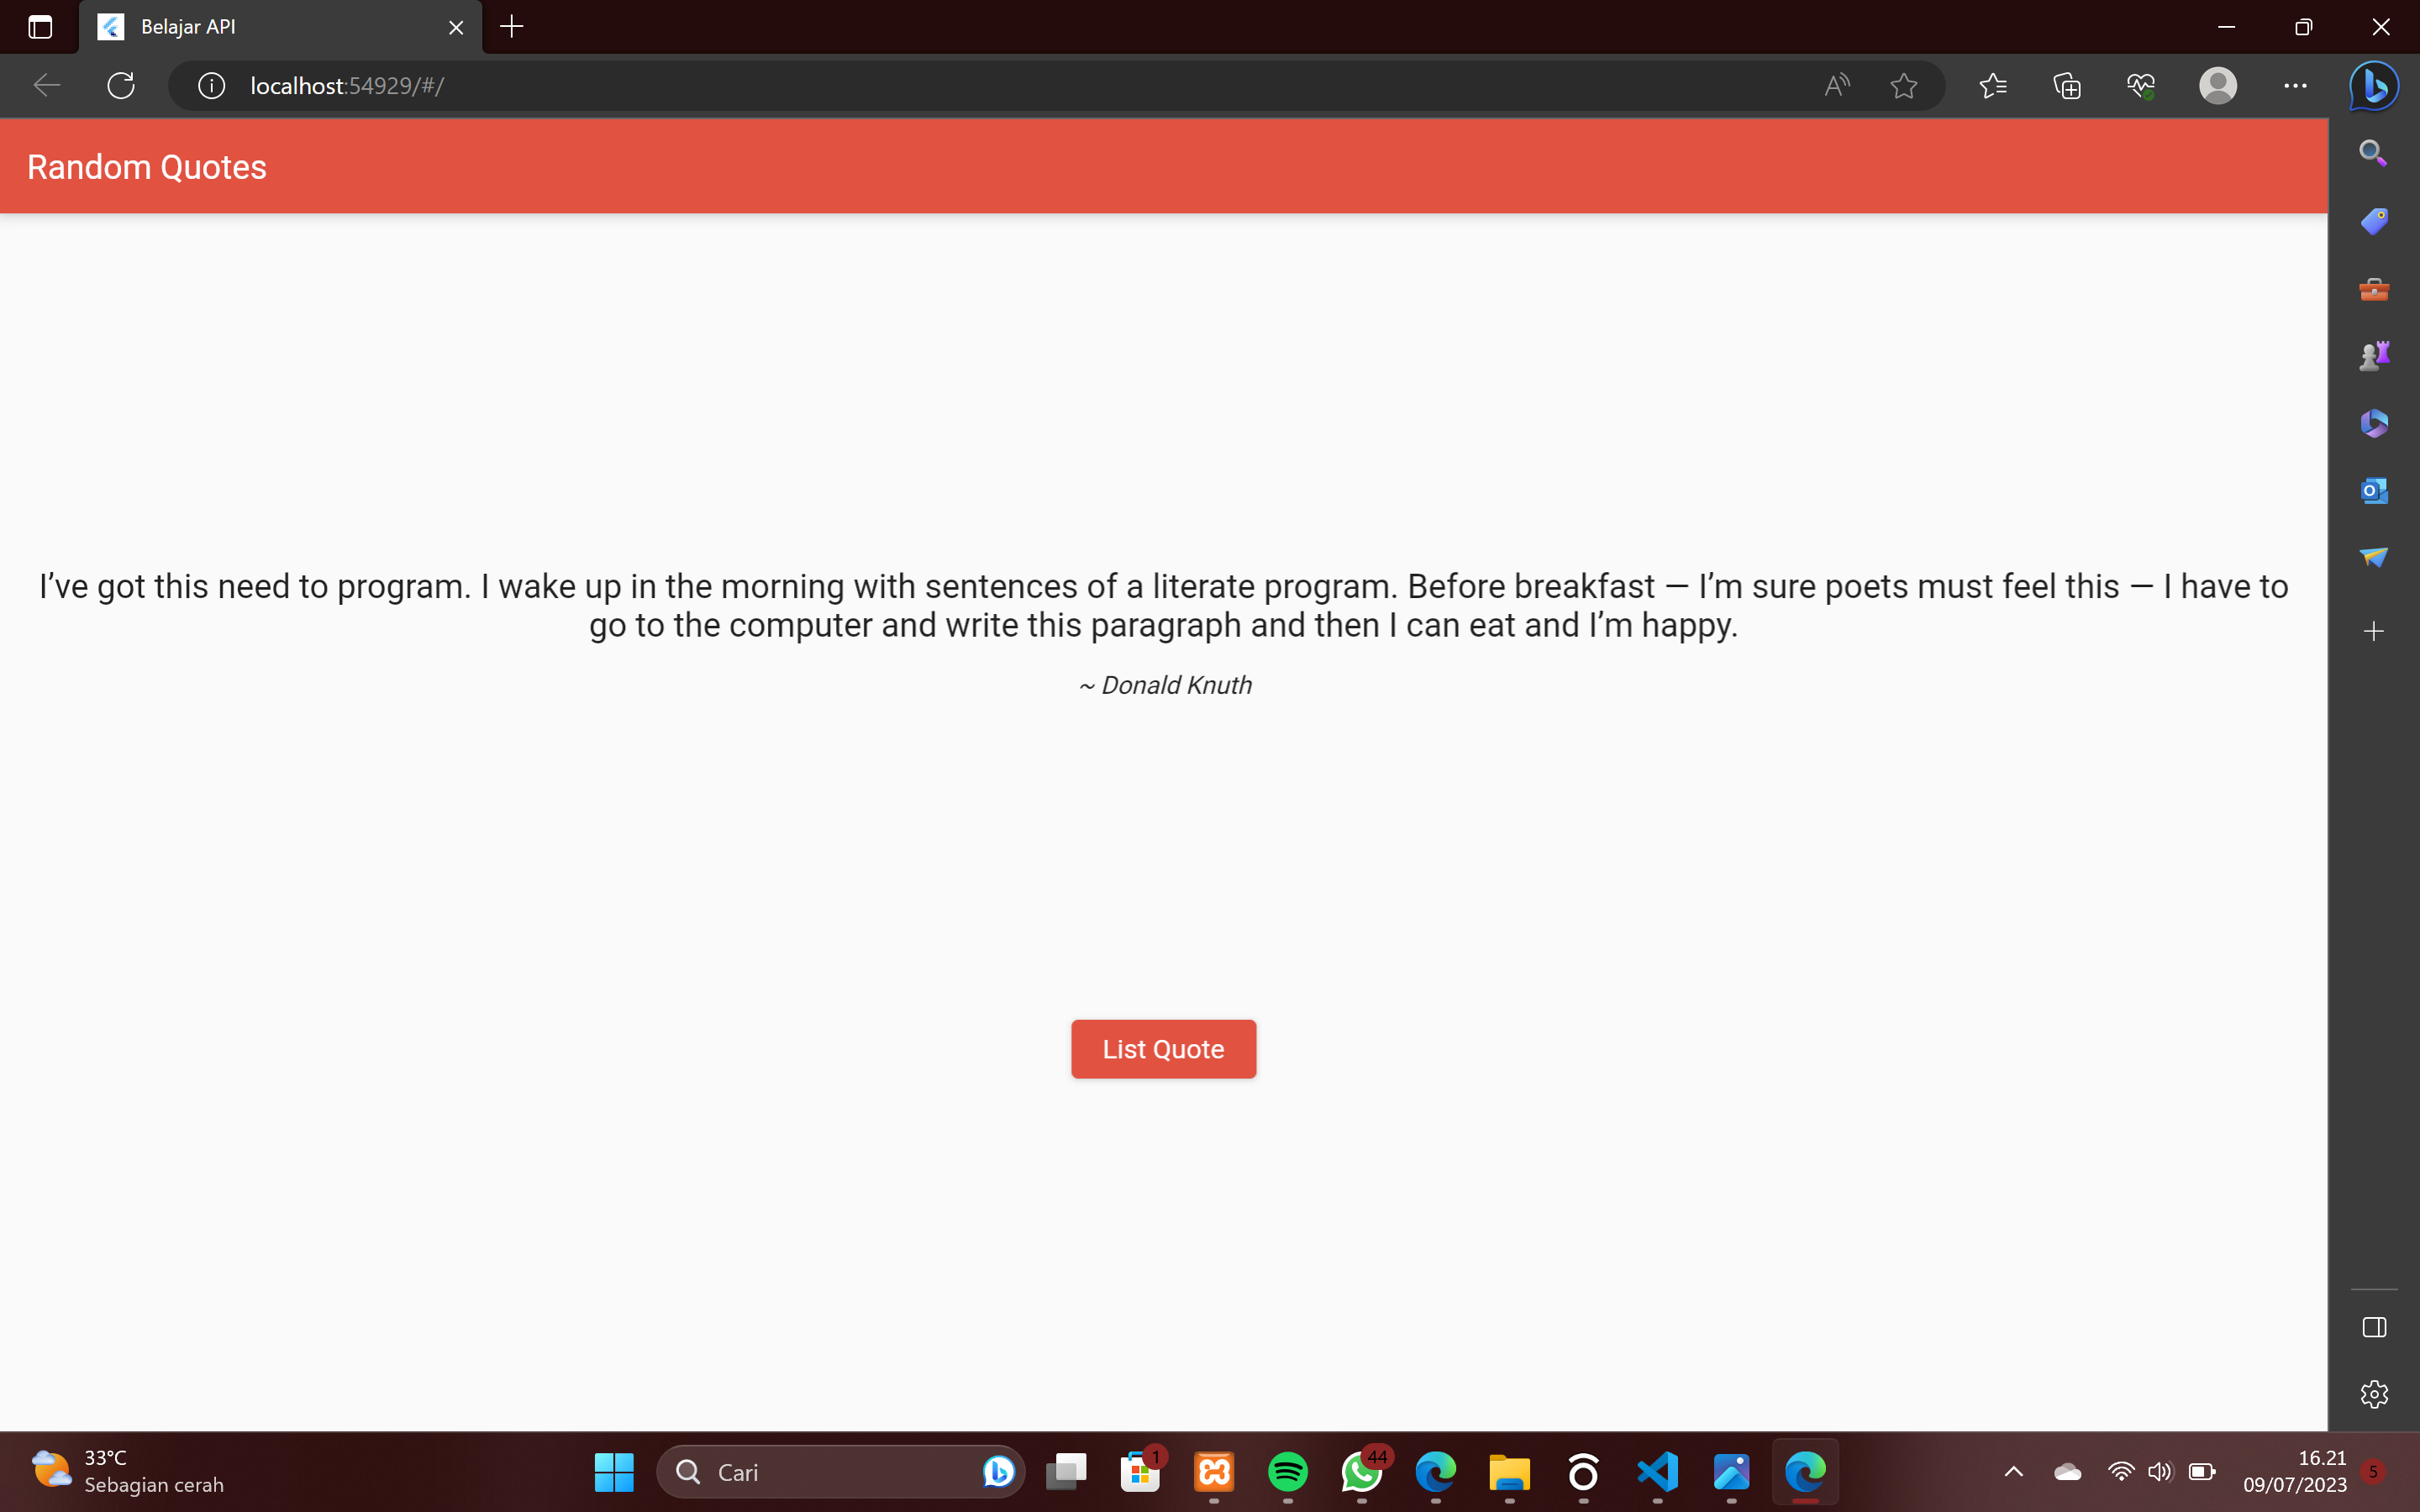 Belajar API
localhost:54929/#/
Random Quotes
I’ve got this need to program. I wake up in the morning with sentences of a literate program. Before breakfast — I’m sure poets must feel this — I have to
go to the computer and write this paragraph and then I can eat and I’m happy.
~ Donald Knuth
List Quote
33°C
Sebagian cerah
Cari
1
44
16.21
09/07/2023
5